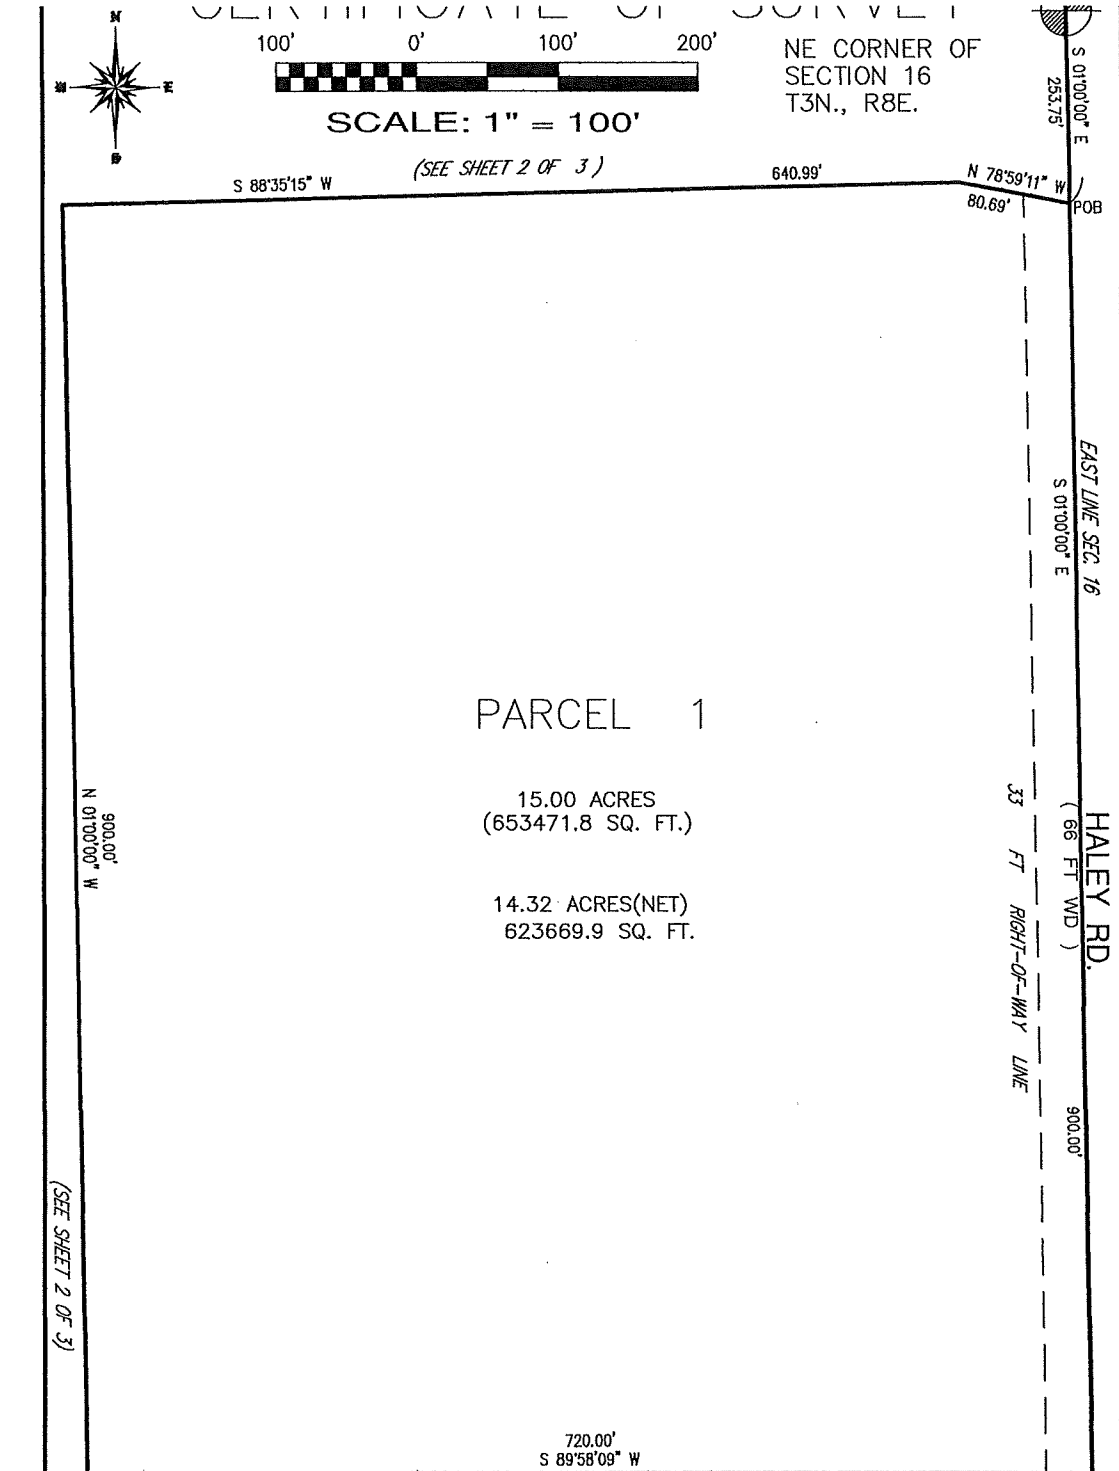 CERTIFICATE OF SURVEY
N
S
100' 0' 100' 200'
SCALE: 1" = 100'
NE CORNER OF
SECTION 16
T3N., R8E.
S 01°00'00" E
253.75'
(SEE SHEET 2 OF 3)
S 88°35'15" W
640.99'
N 78°59'11" W
80.69'
POB
EAST LINE SEC. 16
S 01°00'00" E
PARCEL 1
15.00 ACRES
(653471.8 SQ. FT.)
14.32 ACRES(NET)
623669.9 SQ. FT.
900.00'
N 01°00'00" W
33 FT RIGHT-OF-WAY LINE
HALEY RD.
( 66 FT WD )
900.00'
(SEE SHEET 2 OF 3)
720.00'
S 89°58'09" W